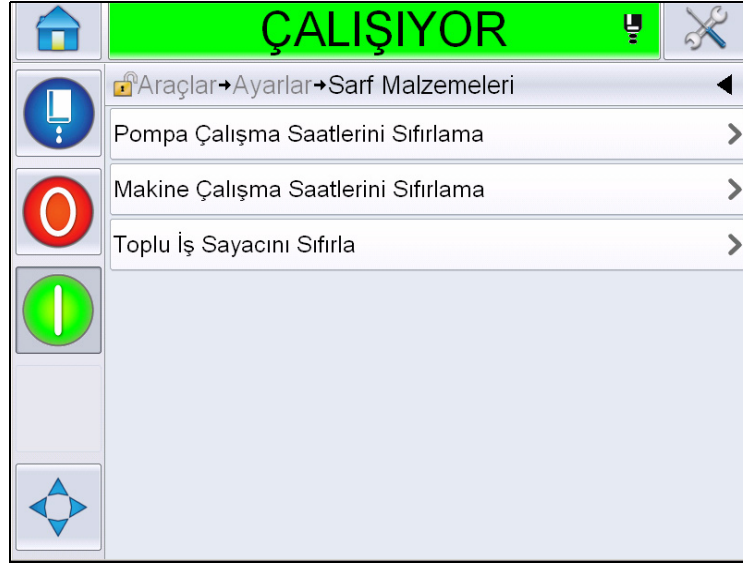 ÇALIŞIYOR
Araçlar→Ayarlar→Sarf Malzemeleri
Pompa Çalışma Saatlerini Sıfırlama
Makine Çalışma Saatlerini Sıfırlama
Toplu İş Sayacını Sıfırla